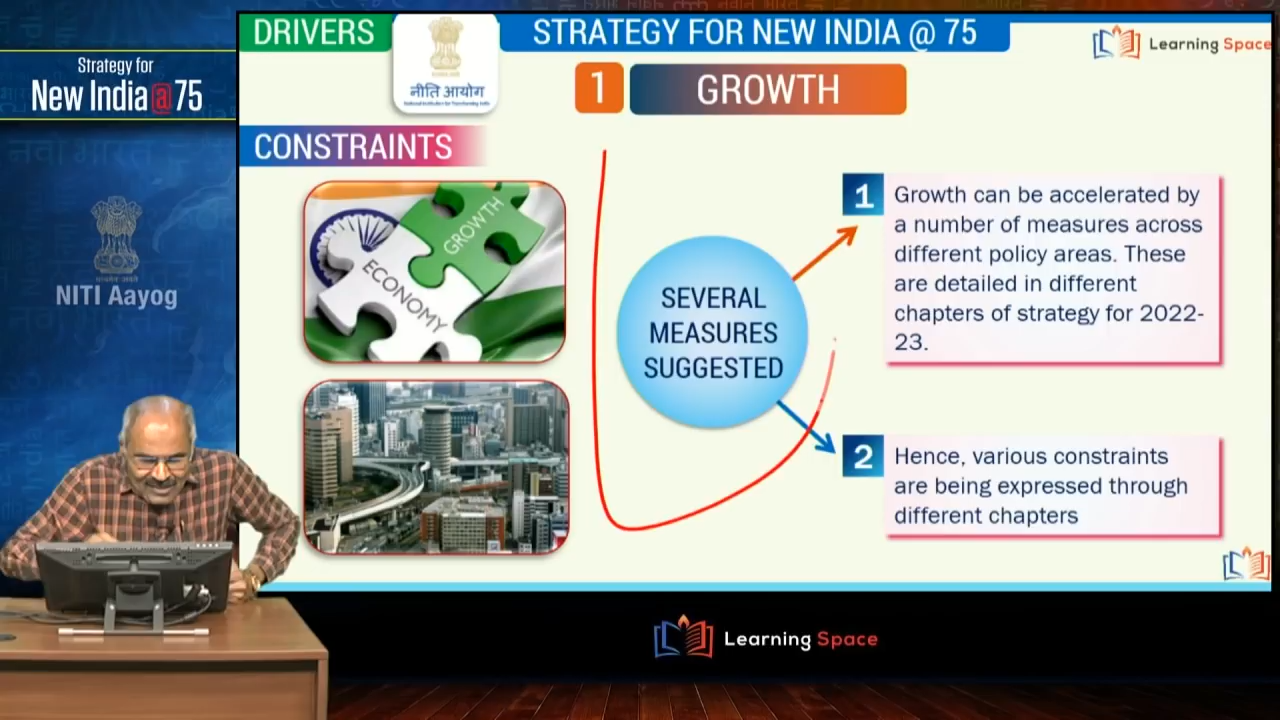 Strategy for
New India@75
NITI Aayog
DRIVERS
नीति आयोग
STRATEGY FOR NEW INDIA @ 75
Learning Space
1 GROWTH
CONSTRAINTS
GROWTH
ECONOMY
SEVERAL
MEASURES
SUGGESTED
1 Growth can be accelerated by
a number of measures across
different policy areas. These
are detailed in different
chapters of strategy for 2022-
23.
2 Hence, various constraints
are being expressed through
different chapters
Learning Space